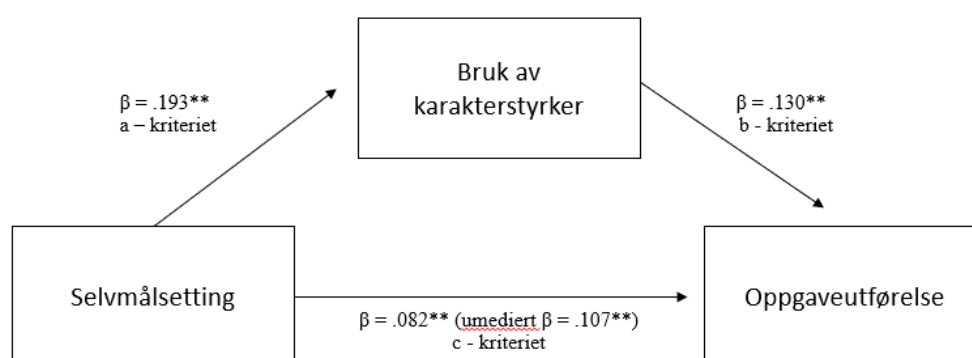 Bruk av
karakterstyrker
β = .193**
a – kriteriet
β = .130**
b - kriteriet
Selvmålsetting
Oppgaveutførelse
β = .082** (umediert β = .107**)
c - kriteriet